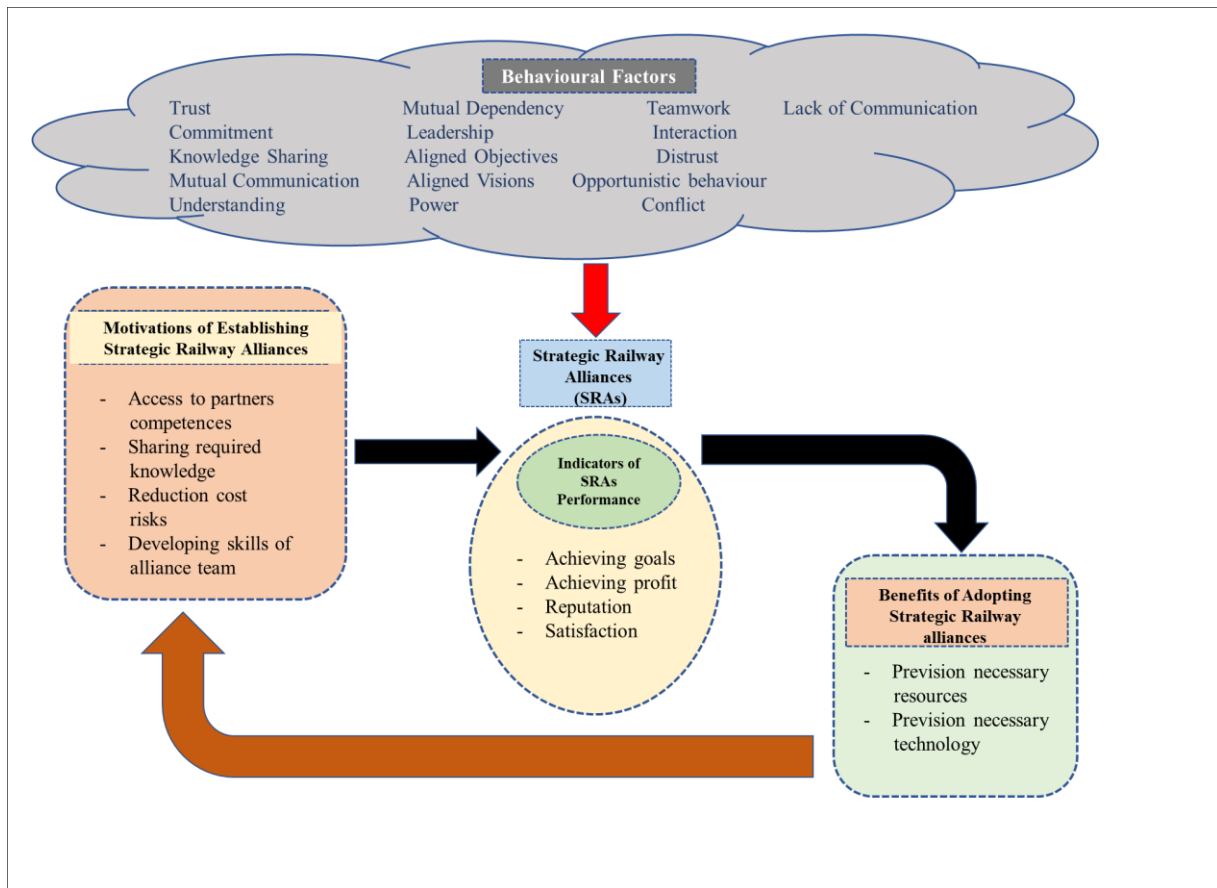 Behavioural Factors
Trust
Commitment
Knowledge Sharing
Mutual Communication
Understanding
Mutual Dependency
Leadership
Aligned Objectives
Aligned Visions
Power
Teamwork
Interaction
Distrust
Opportunistic behaviour
Conflict
Lack of Communication
Motivations of Establishing
Strategic Railway Alliances
- Access to partners
competences
- Sharing required
knowledge
- Reduction cost
risks
- Developing skills of
alliance team
Strategic Railway
Alliances
(SRAs)
Indicators of
SRAs
Performance
- Achieving goals
- Achieving profit
- Reputation
- Satisfaction
Benefits of Adopting
Strategic Railway
alliances
- Prevision necessary
resources
- Prevision necessary
technology